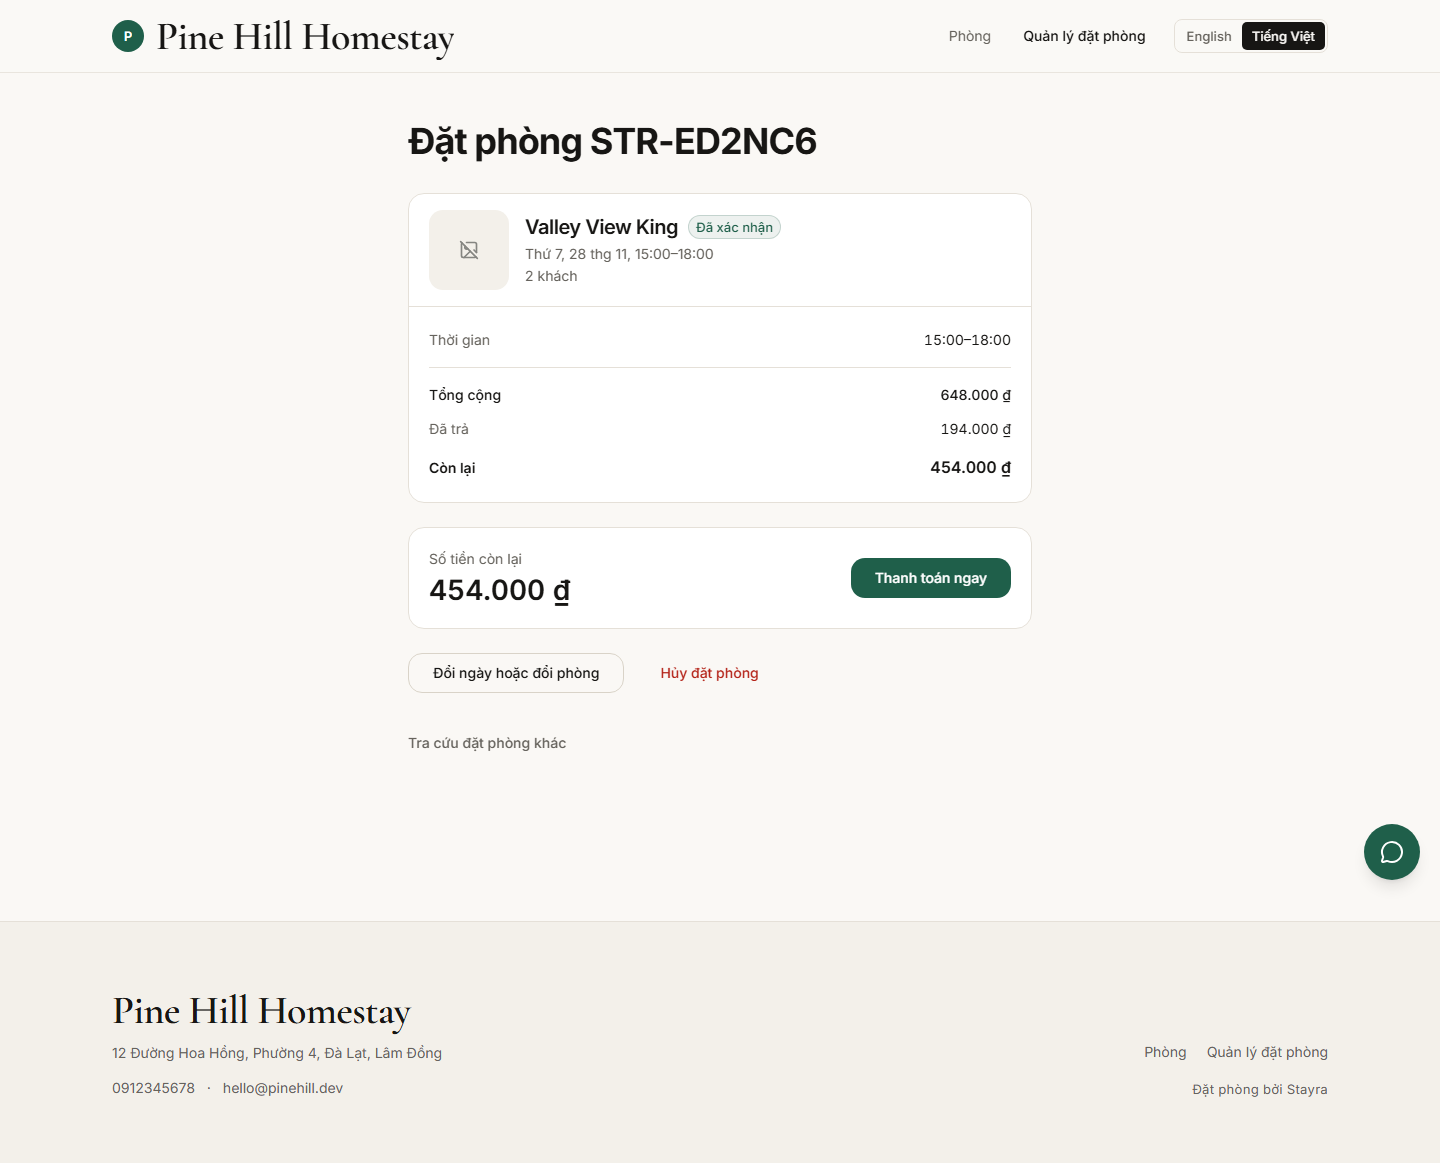 P Pine Hill Homestay
Phòng Quản lý đặt phòng English Tiếng Việt
Đặt phòng STR-ED2NC6
Valley View King Đã xác nhận
Thứ 7, 28 thg 11, 15:00–18:00
2 khách
Thời gian 15:00–18:00
Tổng cộng 648.000 ₫
Đã trả 194.000 ₫
Còn lại 454.000 ₫
Số tiền còn lại
454.000 ₫
Thanh toán ngay
Đổi ngày hoặc đổi phòng Hủy đặt phòng
Tra cứu đặt phòng khác
Pine Hill Homestay
12 Đường Hoa Hồng, Phường 4, Đà Lạt, Lâm Đồng
0912345678 · hello@pinehill.dev
Phòng Quản lý đặt phòng
Đặt phòng bởi Stayra